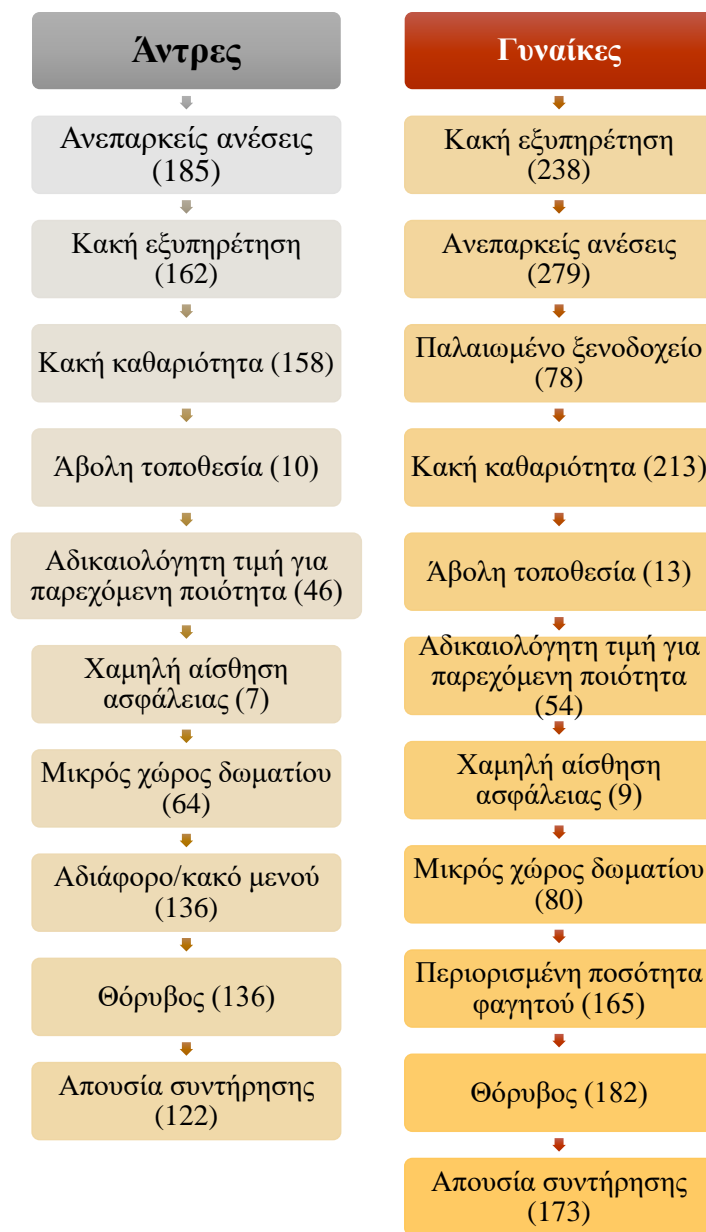 Άντρες
Ανεπαρκείς ανέσεις
(185)
Κακή εξυπηρέτηση
(162)
Κακή καθαριότητα (158)
Άβολη τοποθεσία (10)
Αδικαιολόγητη τιμή για
παρεχόμενη ποιότητα (46)
Χαμηλή αίσθηση
ασφάλειας (7)
Μικρός χώρος δωματίου
(64)
Αδιάφορο/κακό μενού
(136)
Θόρυβος (136)
Απουσία συντήρησης
(122)
Γυναίκες
Κακή εξυπηρέτηση
(238)
Ανεπαρκείς ανέσεις
(279)
Παλαιωμένο ξενοδοχείο
(78)
Κακή καθαριότητα (213)
Άβολη τοποθεσία (13)
Αδικαιολόγητη τιμή για
παρεχόμενη ποιότητα
(54)
Χαμηλή αίσθηση
ασφάλειας (9)
Μικρός χώρος δωματίου
(80)
Περιορισμένη ποσότητα
φαγητού (165)
Θόρυβος (182)
Απουσία συντήρησης
(173)